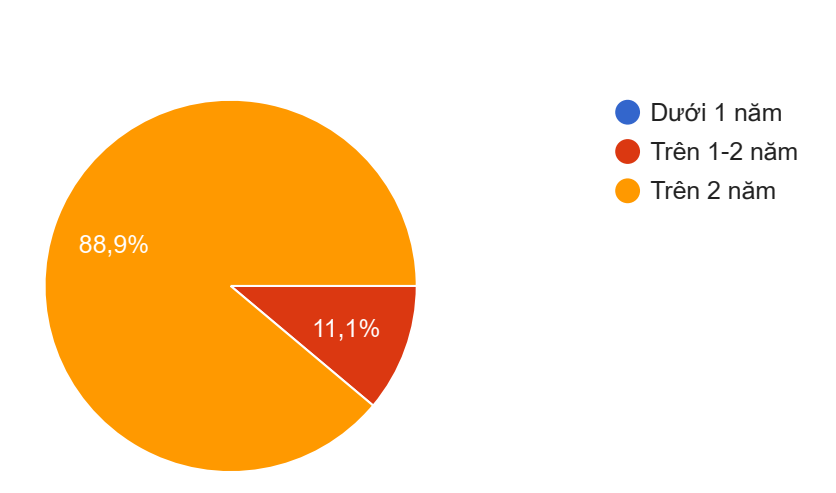 Dưới 1 năm
Trên 1-2 năm
Trên 2 năm
88,9%
11,1%